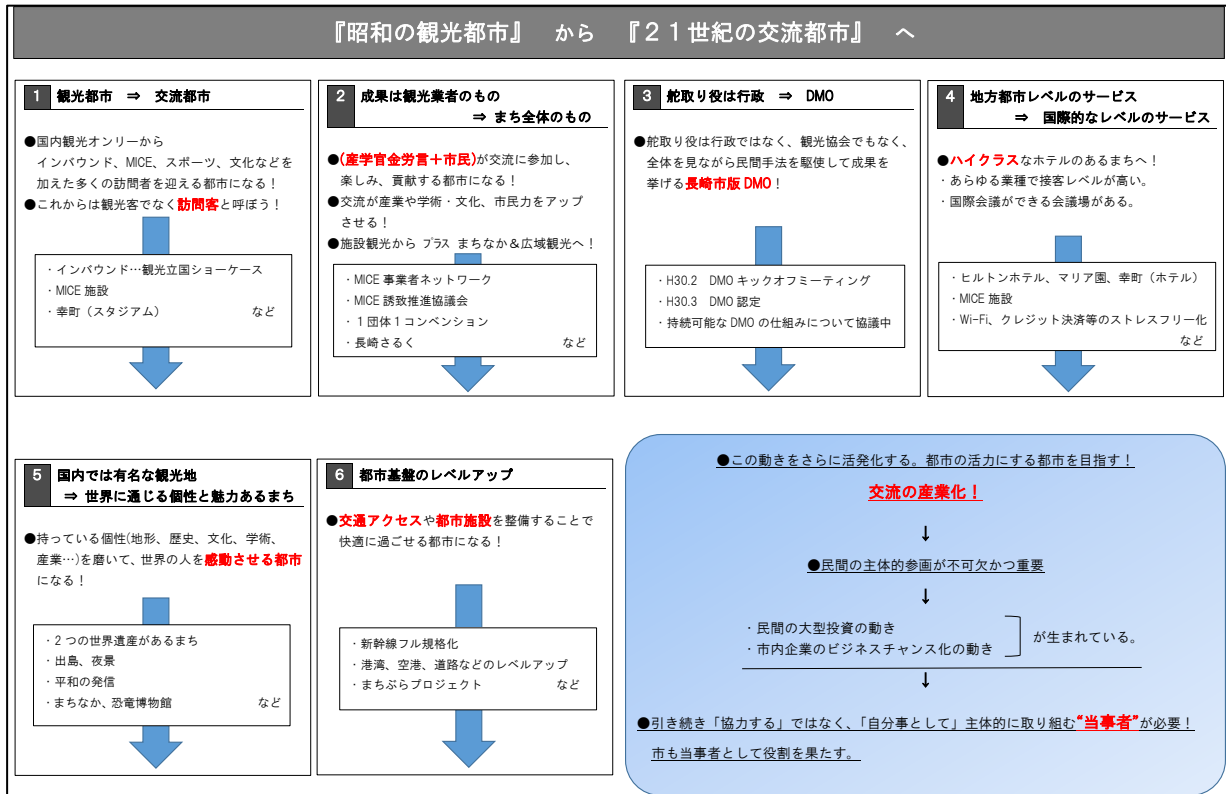 『昭和の観光都市』 から 『21世紀の交流都市』 へ
1 観光都市 ⇒ 交流都市
●国内観光オンリーから
インバウンド、MICE、スポーツ、文化などを
加えた多くの訪問者を迎える都市になる！
●これからは観光客でなく訪問客と呼ぼう！
・インバウンド…観光立国ショーケース
・MICE 施設
・幸町（スタジアム） など
2 成果は観光業者のもの
⇒ まち全体のもの
●(産学官金労言＋市民)が交流に参加し、
楽しみ、貢献する都市になる！
●交流が産業や学術・文化、市民力をアップ
させる！
●施設観光から プラス まちなか＆広域観光へ！
・MICE 事業者ネットワーク
・MICE 誘致推進協議会
・１団体１コンベンション
・長崎さるく など
3 舵取り役は行政 ⇒ DMO
●舵取り役は行政ではなく、観光協会でもなく、
全体を見ながら民間手法を駆使して成果を
挙げる長崎市版 DMO！
・H30.2 DMO キックオフミーティング
・H30.3 DMO 認定
・持続可能な DMO の仕組みについて協議中
4 地方都市レベルのサービス
⇒ 国際的なレベルのサービス
●ハイクラスなホテルのあるまちへ！
・あらゆる業種で接客レベルが高い。
・国際会議ができる会議場がある。
・ヒルトンホテル、マリア園、幸町（ホテル）
・MICE 施設
・Wi-Fi、クレジット決済等のストレスフリー化
など
5 国内では有名な観光地
⇒ 世界に通じる個性と魅力あるまち
●持っている個性(地形、歴史、文化、学術、
産業…)を磨いて、世界の人を感動させる都市
になる！
・2 つの世界遺産があるまち
・出島、夜景
・平和の発信
・まちなか、恐竜博物館 など
6 都市基盤のレベルアップ
●交通アクセスや都市施設を整備することで
快適に過ごせる都市になる！
・新幹線フル規格化
・港湾、空港、道路などのレベルアップ
・まちぶらプロジェクト など
●この動きをさらに活発化する。都市の活力にする都市を目指す！
交流の産業化！
↓
●民間の主体的参画が不可欠かつ重要
↓
・民間の大型投資の動き
・市内企業のビジネスチャンス化の動き
が生まれている。
↓
●引き続き「協力する」ではなく、「自分事として」主体的に取り組む“当事者”が必要！
市も当事者として役割を果たす。